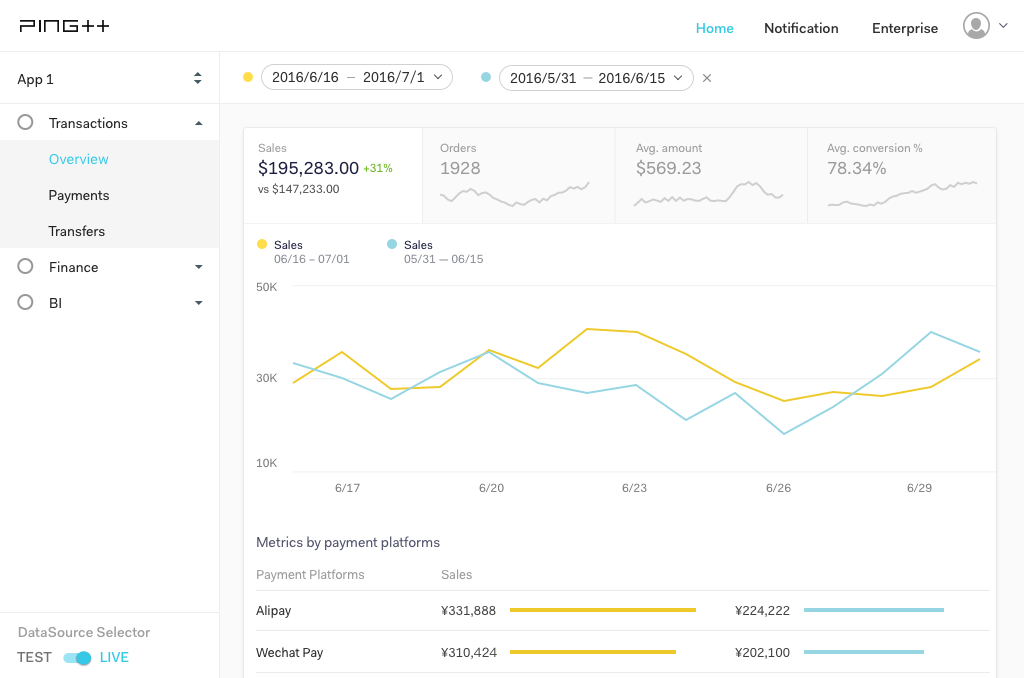 PING++
Home Notification Enterprise
App 1
2016/6/16 – 2016/7/1
2016/5/31 — 2016/6/15 ×
Transactions
Overview
Payments
Transfers
Finance
BI
Sales
$195,283.00 +31%
vs $147,233.00
Orders
1928
Avg. amount
$569.23
Avg. conversion %
78.34%
Sales
06/16 – 07/01
Sales
05/31 — 06/15
50K
30K
10K
6/17 6/20 6/23 6/26 6/29
Metrics by payment platforms
Payment Platforms Sales
Alipay ¥331,888 ¥224,222
Wechat Pay ¥310,424 ¥202,100
DataSource Selector
TEST LIVE